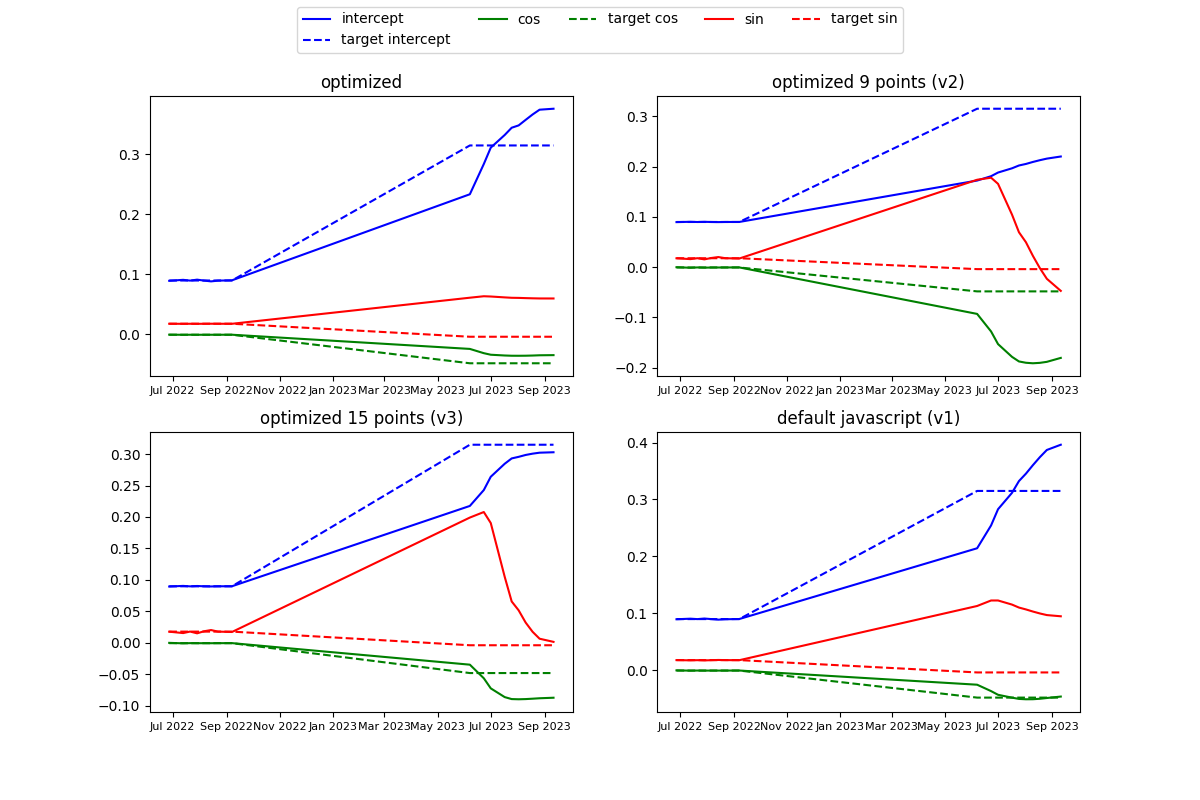 intercept cos target cos sin target sin
target intercept
optimized
0.3
0.2
0.1
0.0
Jul 2022 Sep 2022 Nov 2022 Jan 2023 Mar 2023 May 2023 Jul 2023 Sep 2023
optimized 9 points (v2)
0.3
0.2
0.1
0.0
−0.1
−0.2
Jul 2022 Sep 2022 Nov 2022 Jan 2023 Mar 2023 May 2023 Jul 2023 Sep 2023
optimized 15 points (v3)
0.30
0.25
0.20
0.15
0.10
0.05
0.00
−0.05
−0.10
Jul 2022 Sep 2022 Nov 2022 Jan 2023 Mar 2023 May 2023 Jul 2023 Sep 2023
default javascript (v1)
0.4
0.3
0.2
0.1
0.0
Jul 2022 Sep 2022 Nov 2022 Jan 2023 Mar 2023 May 2023 Jul 2023 Sep 2023